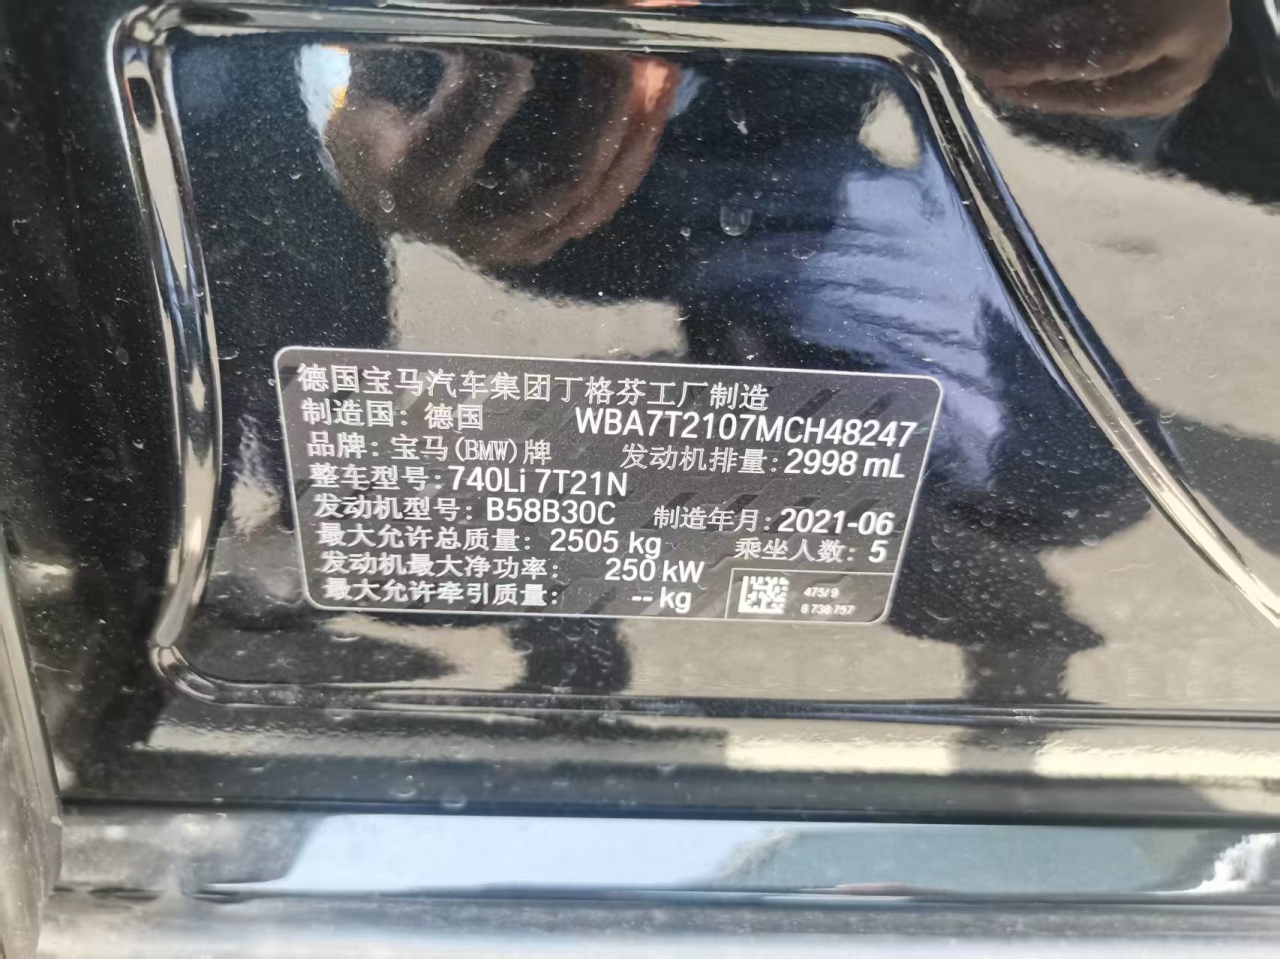 德国宝马汽车集团丁格芬工厂制造
制造国: 德国 WBA7T2107MCH48247
品牌: 宝马(BMW)牌 发动机排量: 2998 mL
整车型号: 740Li 7T21N
发动机型号: B58B30C 制造年月: 2021-06
最大允许总质量: 2505 kg 乘坐人数: 5
发动机最大净功率: 250 kW
最大允许牵引质量: -- kg
475/9
8 738 757